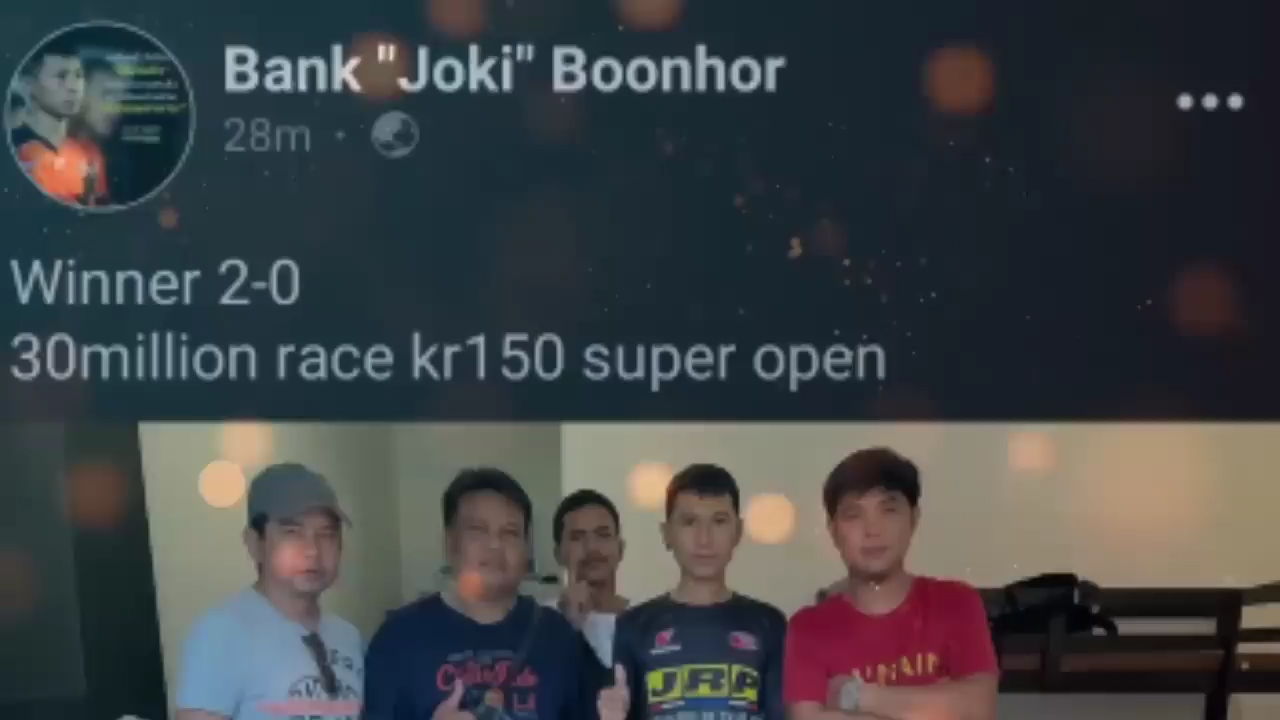 Bank "Joki" Boonhor
28m ·
Winner 2-0
30million race kr150 super open
JRP